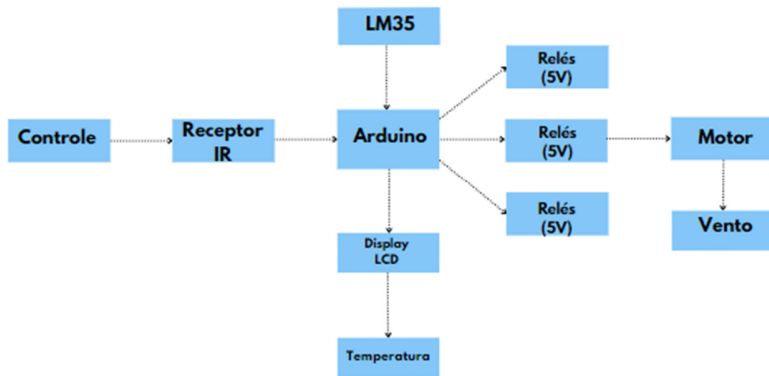 LM35
Relés
(5V)
Controle
Receptor
IR
Arduino
Relés
(5V)
Motor
Relés
(5V)
Vento
Display
LCD
Temperatura